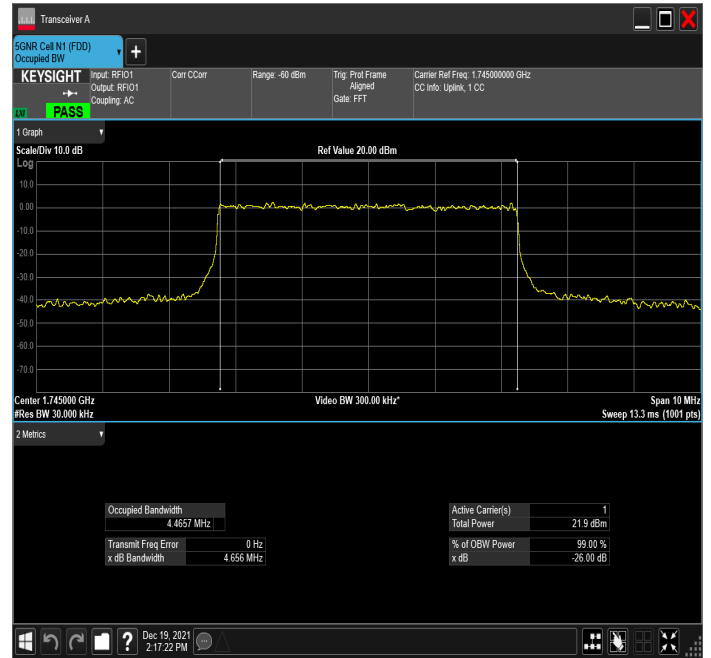 Transceiver A
5GNR Cell N1 (FDD)
Occupied BW
KEYSIGHT
LXI
PASS
Input: RFIO1
Output: RFIO1
Coupling: AC
Corr CCorr
Range: -60 dBm
Trig: Prot Frame
Aligned
Gate: FFT
Carrier Ref Freq: 1.745000000 GHz
CC Info: Uplink, 1 CC
1 Graph
Scale/Div 10.0 dB
Ref Value 20.00 dBm
Log
10.0
0.00
-10.0
-20.0
-30.0
-40.0
-50.0
-60.0
-70.0
Center 1.745000 GHz
Video BW 300.00 kHz*
Span 10 MHz
#Res BW 30.000 kHz
Sweep 13.3 ms (1001 pts)
2 Metrics
Occupied Bandwidth
4.4657 MHz
Transmit Freq Error 0 Hz
x dB Bandwidth 4.656 MHz
Active Carrier(s) 1
Total Power 21.9 dBm
% of OBW Power 99.00 %
x dB -26.00 dB
Dec 19, 2021
2:17:22 PM